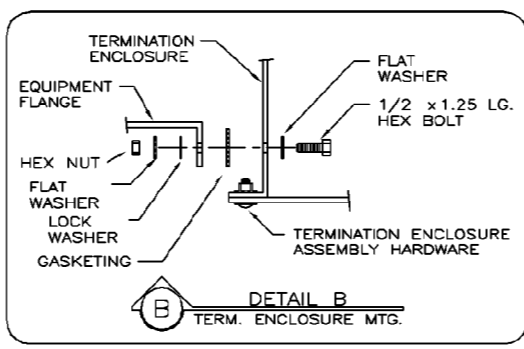 TERMINATION
ENCLOSURE
FLAT
WASHER
EQUIPMENT
FLANGE
1/2 x1.25 LG.
HEX BOLT
HEX NUT
FLAT
WASHER
LOCK
WASHER
GASKETING
TERMINATION ENCLOSURE
ASSEMBLY HARDWARE
B
DETAIL B
TERM. ENCLOSURE MTG.